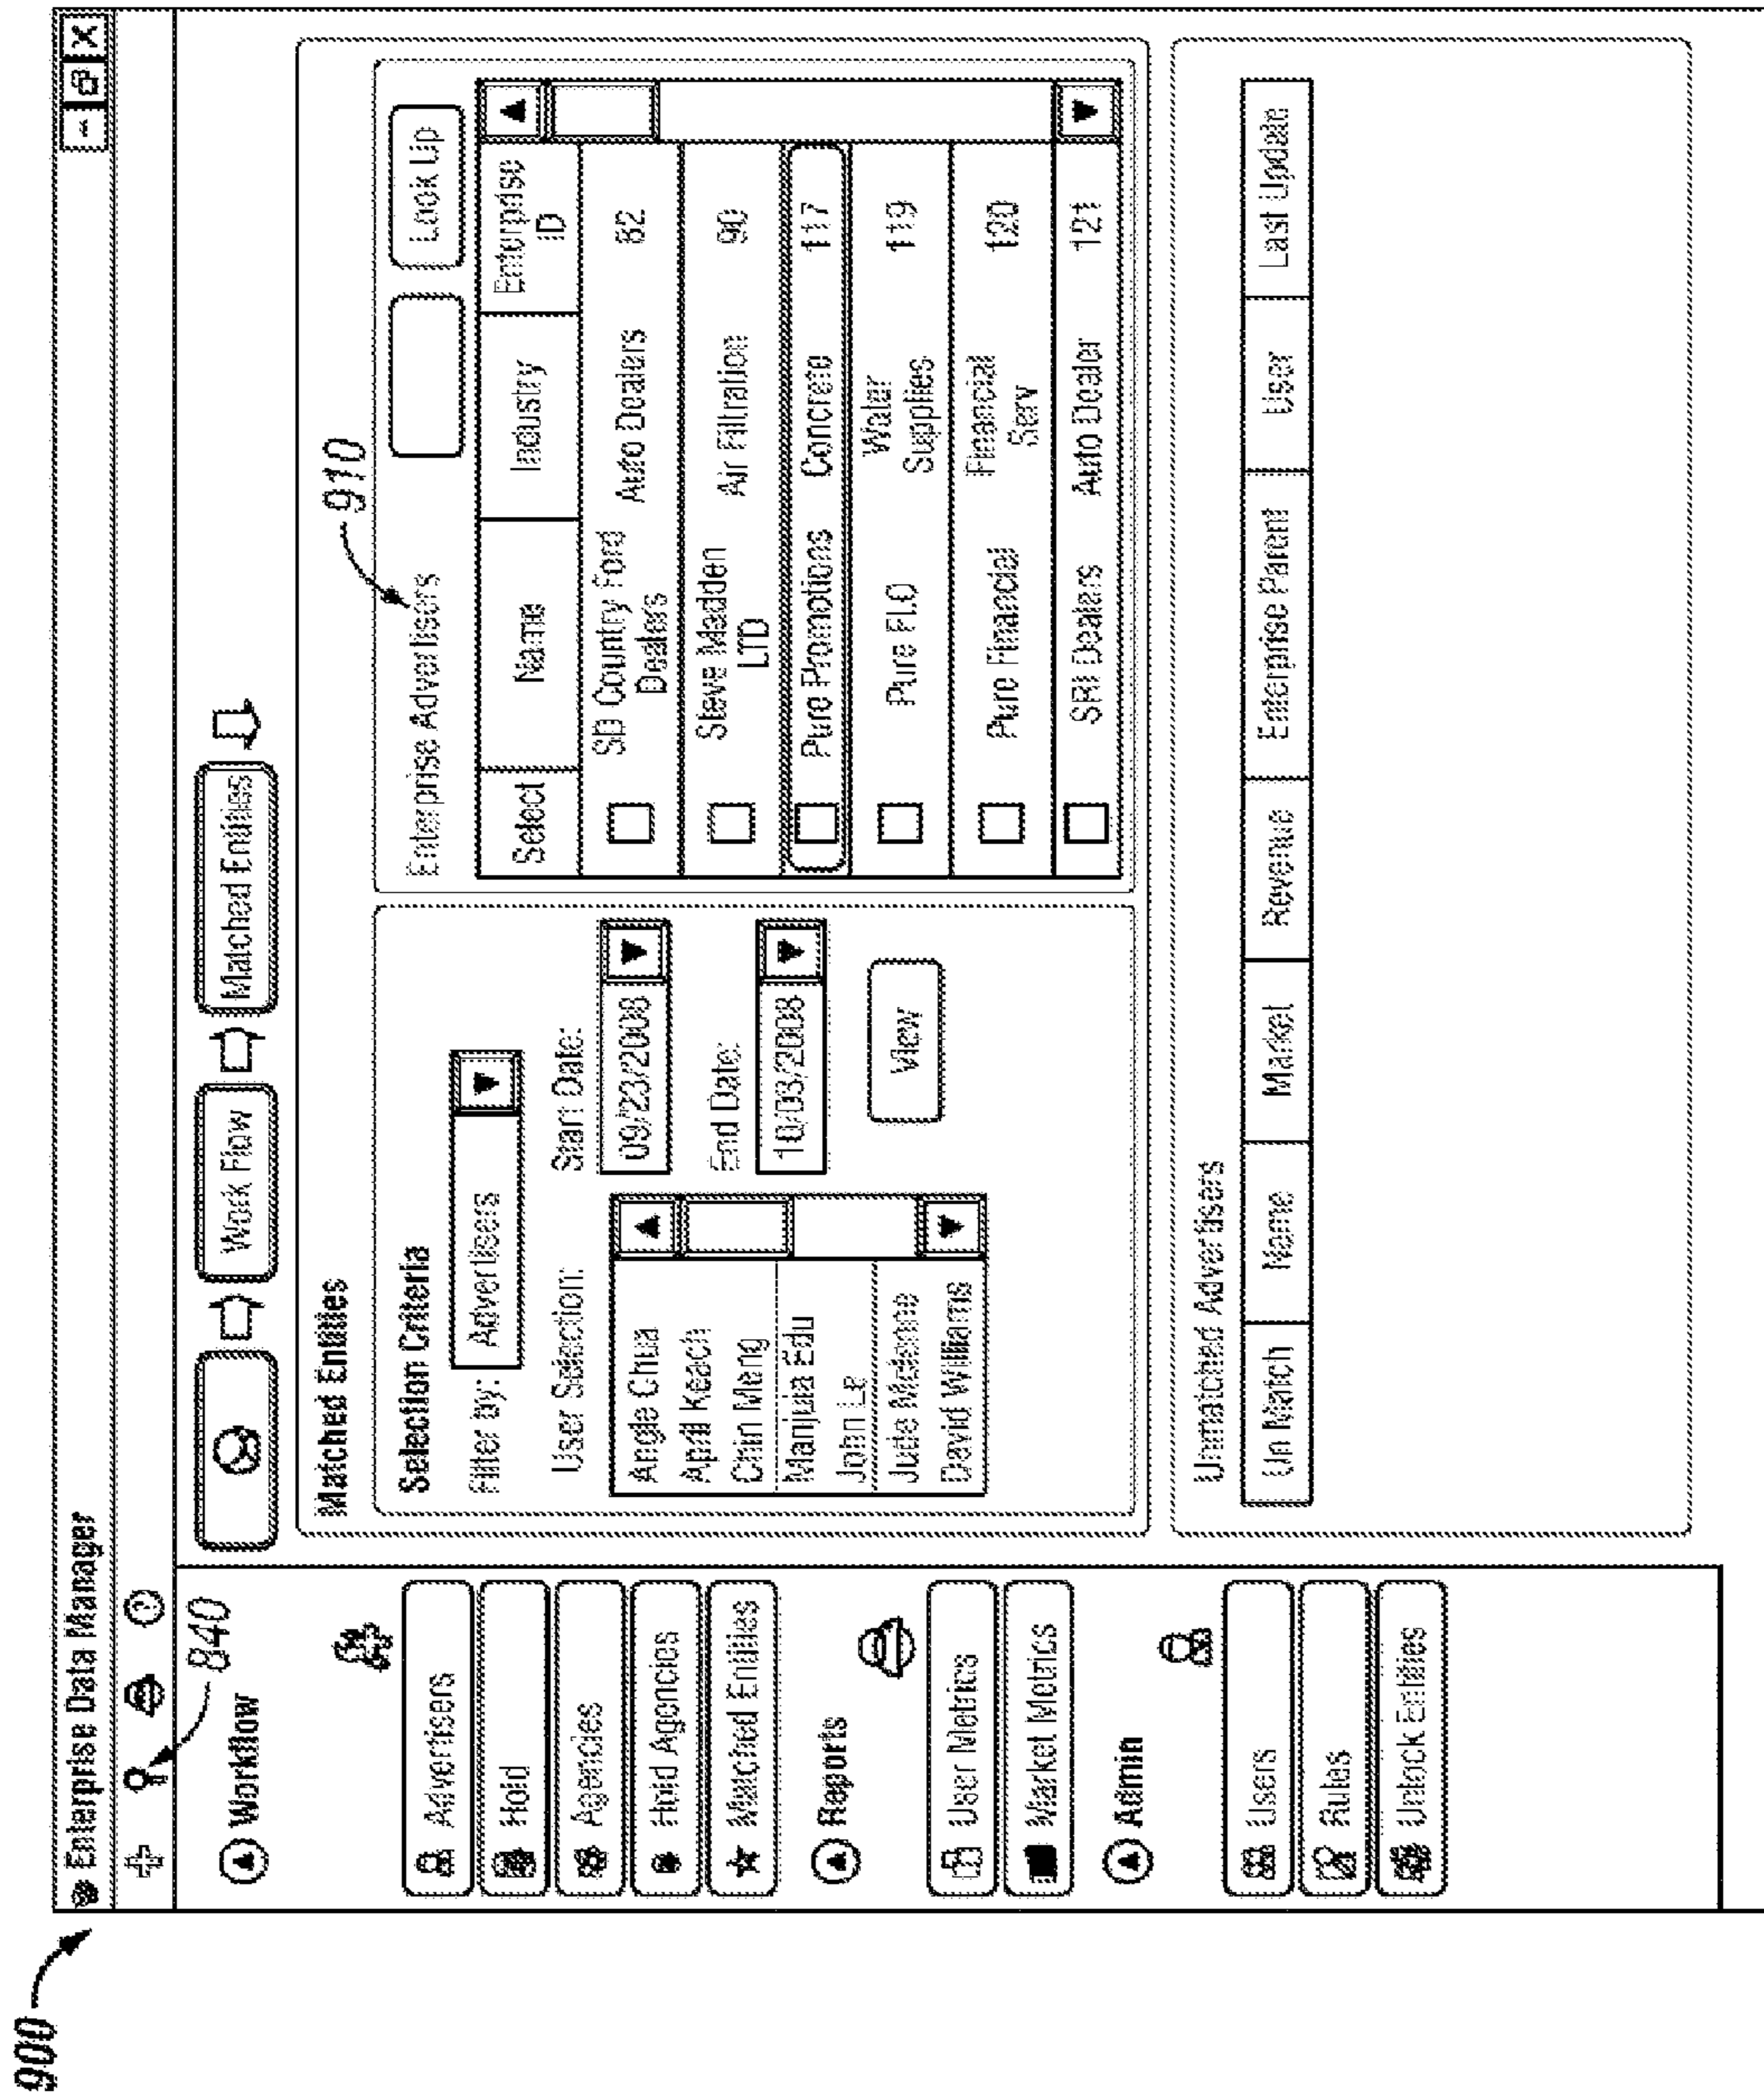 900
Enterprise Data Manager
840
Workflow
Advertisers
Hold
Agencies
Hold Agencies
Matched Entities
Reports
User Metrics
Market Metrics
Admin
Users
Rules
Unlock Entities
Work Flow
Matched Entities
Matched Entities
Selection Criteria
Filter by: Advertisers
User Selection:
Angie Chua
April Keach
Chin Meng
Manjula Edu
John Le
Jude Mcdenne
David Williams
Start Date:
09/23/2008
End Date:
10/03/2008
View
910
Enterprise Advertisers
Look Up
Select Name Industry Enterprise ID
SD Country Ford Dealers Auto Dealers 82
Steve Madden LTD Air Filtration 90
Pure Promotions Concrete 117
Pure FLO Water Supplies 119
Pure Financial Financial Serv 120
SRI Dealers Auto Dealer 121
Unmatched Advertisers
Un Match Name Market Revenue Enterprise Parent User Last Update